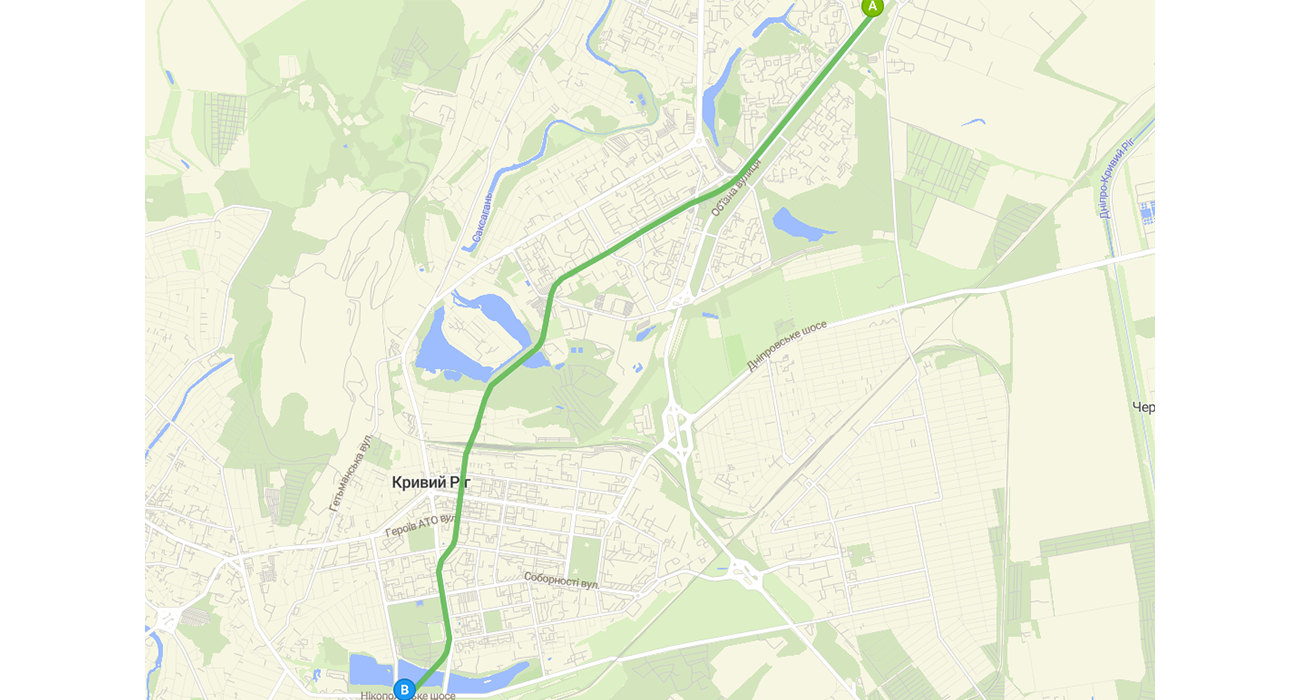 A
Дніпро-Кривий Ріг
Об'їзна вулиця
Саксагань
Дніпровське шосе
Чер
Гетьманська вул.
Кривий Ріг
Героїв АТО вул.
Соборності вул.
B
Нікопольське шосе